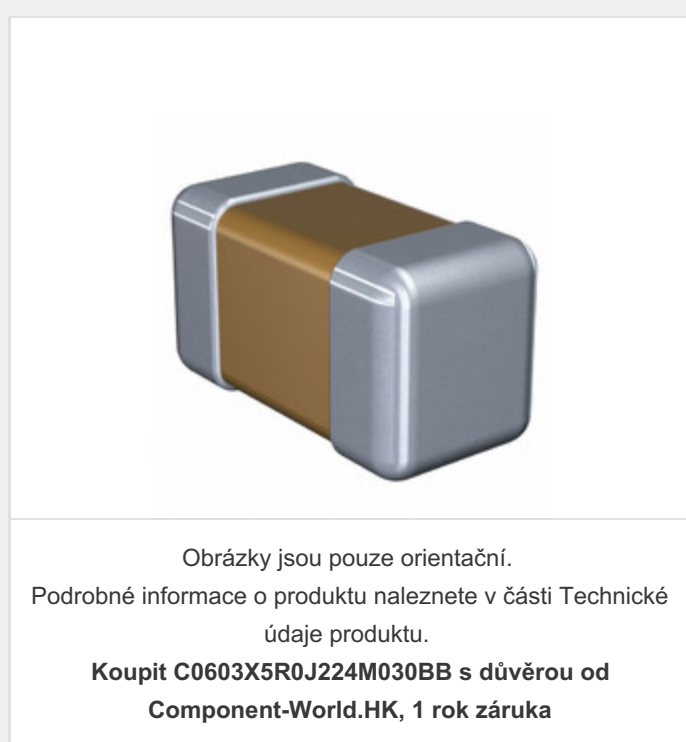 Obrázky jsou pouze orientační.
Podrobné informace o produktu naleznete v části Technické
údaje produktu.
Koupit C0603X5R0J224M030BB s důvěrou od
Component-World.HK, 1 rok záruka